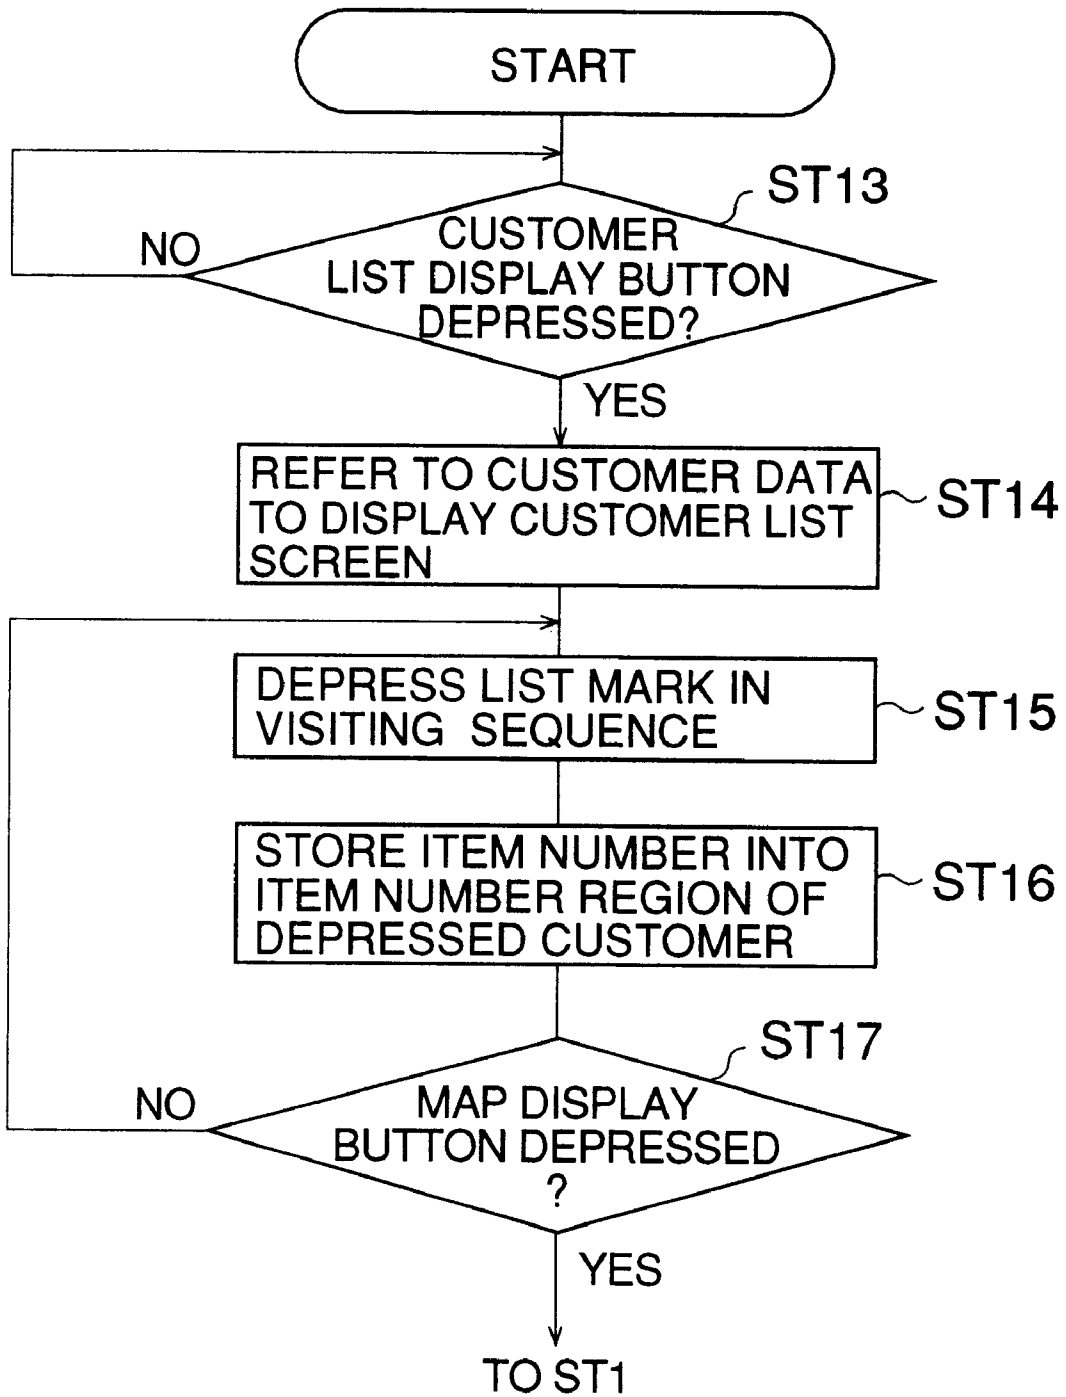 START
ST13
NO
CUSTOMER
LIST DISPLAY BUTTON
DEPRESSED?
YES
REFER TO CUSTOMER DATA
TO DISPLAY CUSTOMER LIST
SCREEN
ST14
DEPRESS LIST MARK IN
VISITING SEQUENCE
ST15
STORE ITEM NUMBER INTO
ITEM NUMBER REGION OF
DEPRESSED CUSTOMER
ST16
ST17
NO
MAP DISPLAY
BUTTON DEPRESSED
?
YES
TO ST1